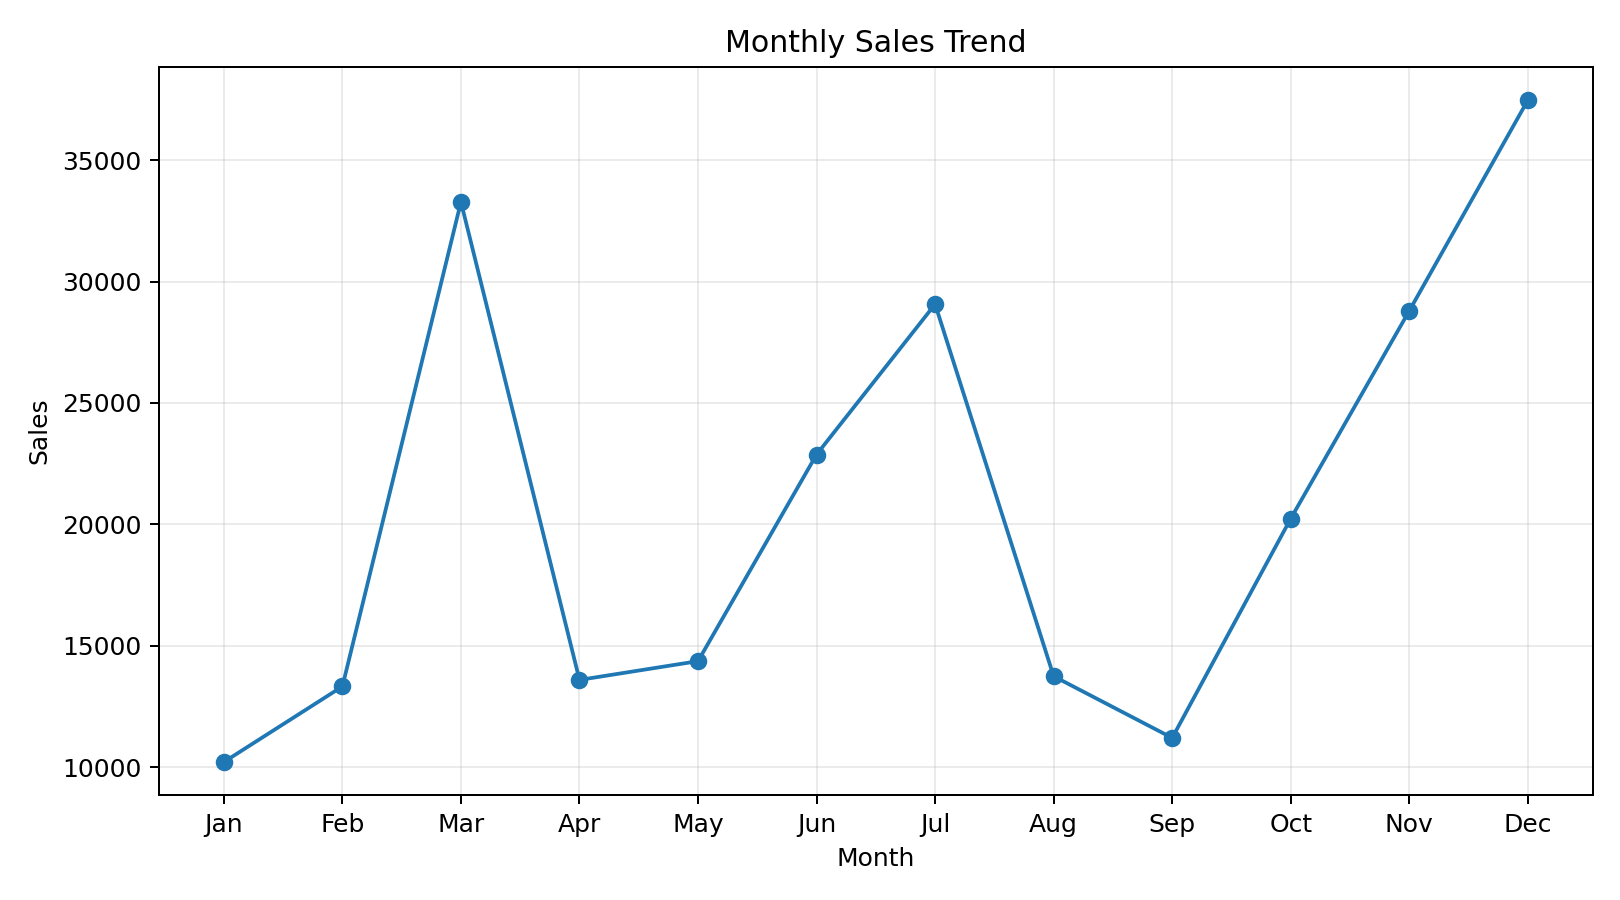 Monthly Sales Trend
35000
30000
25000
20000
15000
10000
Sales
Jan Feb Mar Apr May Jun Jul Aug Sep Oct Nov Dec
Month